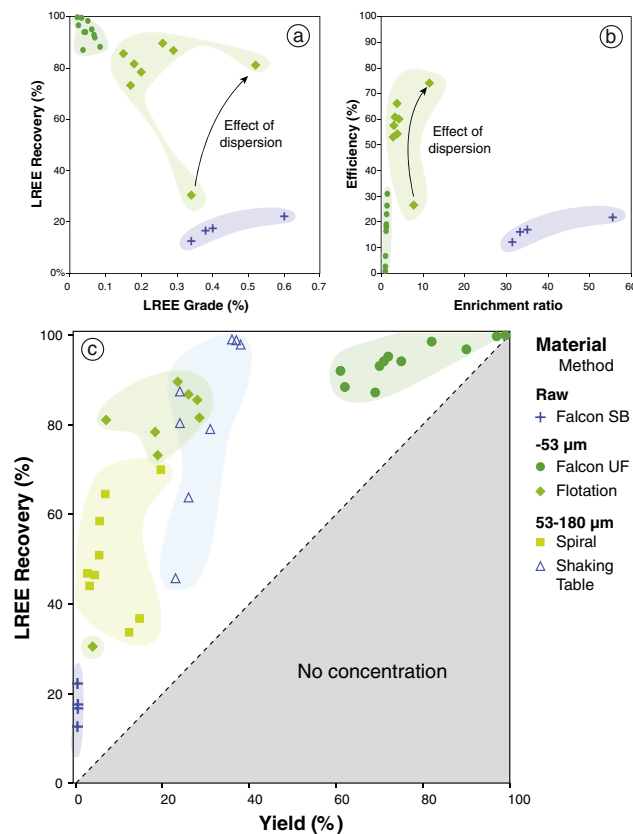 a
LREE Recovery (%)
100
80
60
40
20
0%
0
0.1
0.2
0.3
0.4
0.5
0.6
0.7
LREE Grade (%)
Effect of
dispersion
b
Efficiency (%)
100
90
80
70
60
50
40
30
20
10
0
0
10
20
30
40
50
60
Enrichment ratio
Effect of
dispersion
c
LREE Recovery (%)
100
80
60
40
20
0
0
20
40
60
80
100
Yield (%)
No concentration
Material
Method
Raw
Falcon SB
-53 µm
Falcon UF
Flotation
53-180 µm
Spiral
Shaking
Table